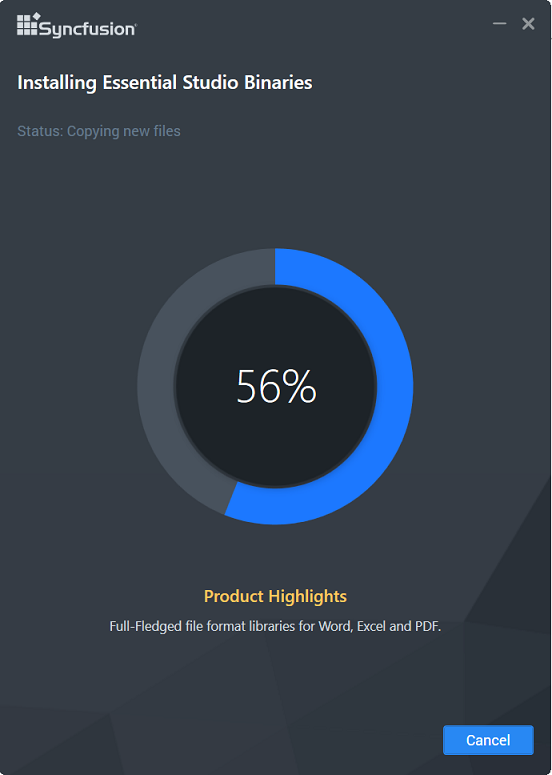 Syncfusion
Installing Essential Studio Binaries
Status: Copying new files
56%
Product Highlights
Full-Fledged file format libraries for Word, Excel and PDF.
Cancel